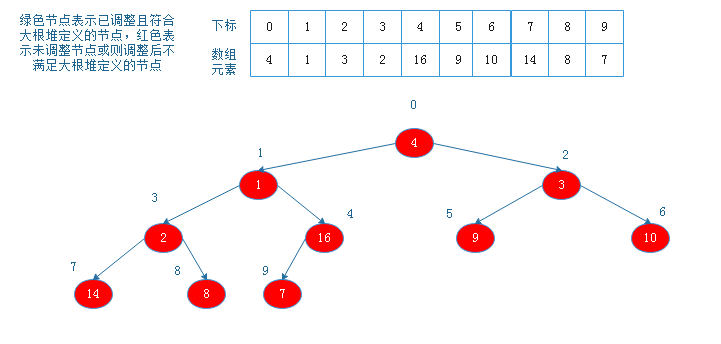 绿色节点表示已调整且符合
大根堆定义的节点，红色表
示未调整节点或则调整后不
满足大根堆定义的节点
下标 0 1 2 3 4 5 6 7 8 9
数组
元素 4 1 3 2 16 9 10 14 8 7
0
4
1
2
1
3
3
4
5
6
2
16
9
10
7
8
9
14
8
7